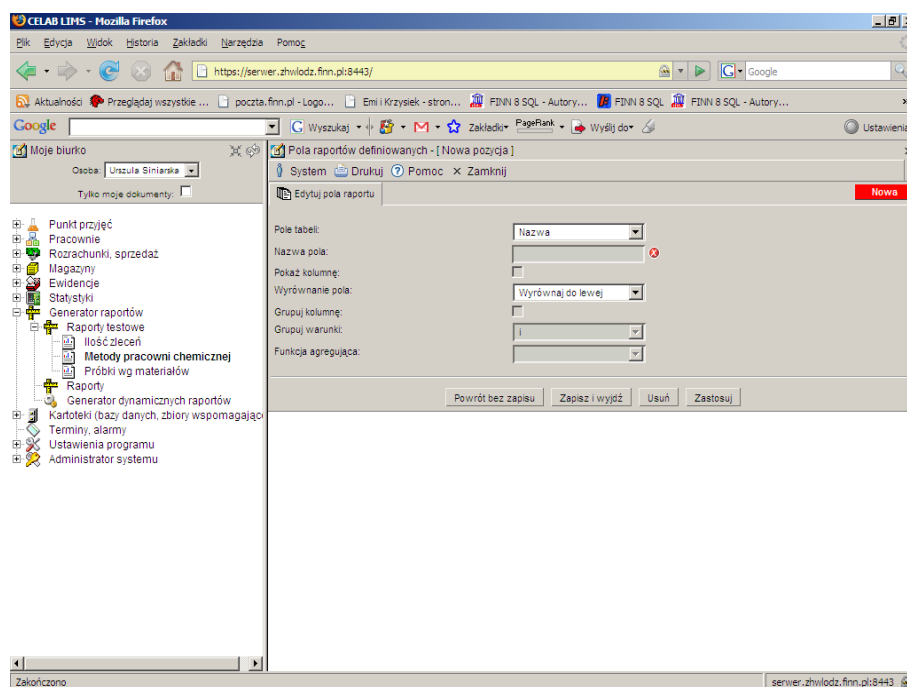 CELAB LIMS - Mozilla Firefox
Plik Edycja Widok Historia Zakładki Narzędzia Pomoc
https://serwer.zhwlodz.finn.pl:8443/ Google
Aktualności Przeglądaj wszystkie ... poczta.finn.pl - Logo... Emi i Krzysiek - stron... FINN 8 SQL - Autory... FINN 8 SQL FINN 8 SQL - Autory...
Google Wyszukaj Zakładki PageRank Wyślij do Ustawienia
Moje biurko
Osoba: Urszula Siniarska
Tylko moje dokumenty:
Punkt przyjęć
Pracownie
Rozrachunki, sprzedaż
Magazyny
Ewidencje
Statystyki
Generator raportów
Raporty testowe
Ilość zleceń
Metody pracowni chemicznej
Próbki wg materiałów
Raporty
Generator dynamicznych raportów
Kartoteki (bazy danych, zbiory wspomagając
Terminy, alarmy
Ustawienia programu
Administrator systemu
Pola raportów definiowanych - [ Nowa pozycja ]
System Drukuj Pomoc Zamknij
Edytuj pola raportu Nowa
Pole tabeli: Nazwa
Nazwa pola:
Pokaż kolumnę:
Wyrównanie pola: Wyrównaj do lewej
Grupuj kolumnę:
Grupuj warunki: i
Funkcja agregująca:
Powrót bez zapisu Zapisz i wyjdź Usuń Zastosuj
Zakończono serwer.zhwlodz.finn.pl:8443